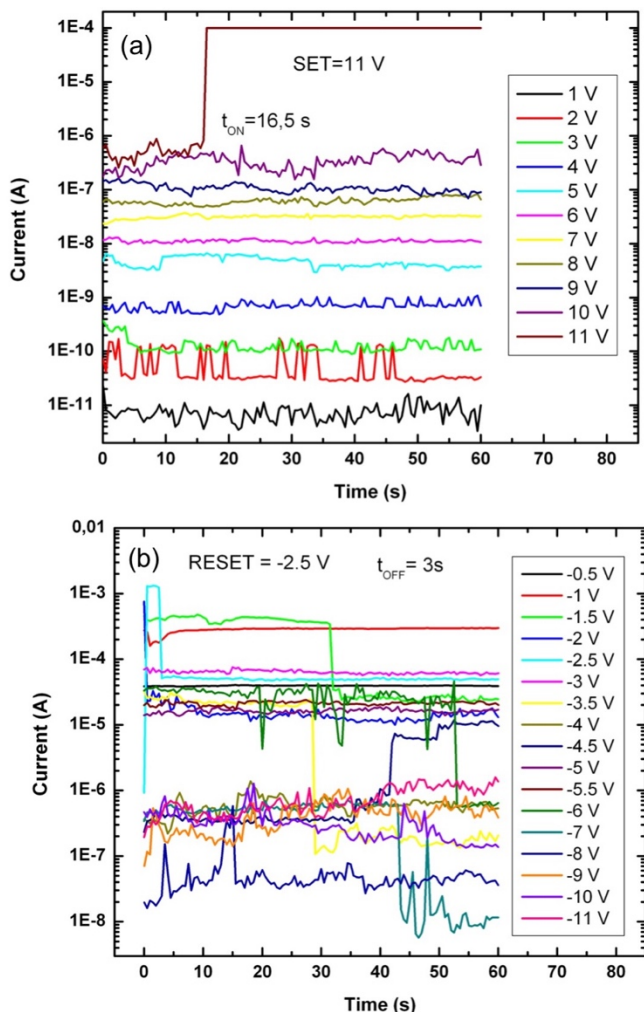 (a)
SET=11 V
tON=16,5 s
1E-4
1E-5
1E-6
1E-7
1E-8
1E-9
1E-10
1E-11
Current (A)
0 10 20 30 40 50 60 70 80
Time (s)
1 V
2 V
3 V
4 V
5 V
6 V
7 V
8 V
9 V
10 V
11 V
(b)
RESET = -2.5 V tOFF = 3s
0,01
1E-3
1E-4
1E-5
1E-6
1E-7
1E-8
Current (A)
0 10 20 30 40 50 60 70 80
Time (s)
-0.5 V
-1 V
-1.5 V
-2 V
-2.5 V
-3 V
-3.5 V
-4 V
-4.5 V
-5 V
-5.5 V
-6 V
-7 V
-8 V
-9 V
-10 V
-11 V